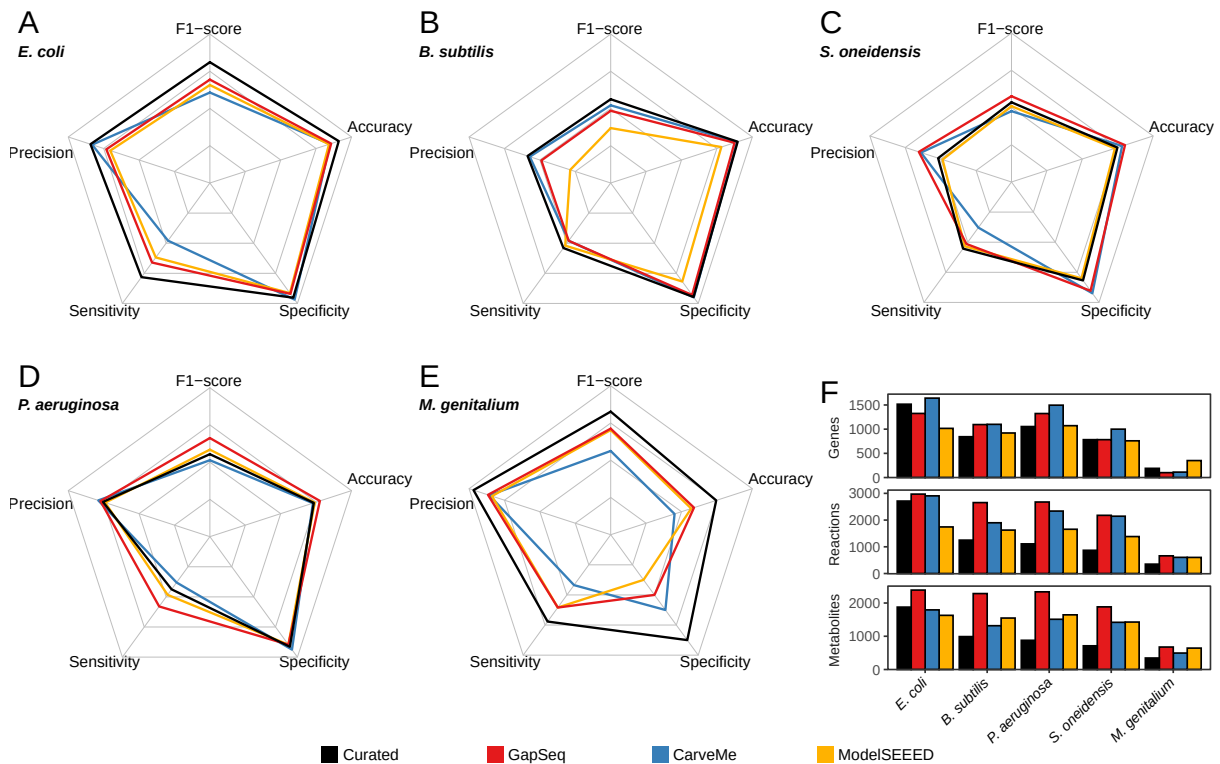 A
E. coli
F1−score
Accuracy
Precision
Sensitivity
Specificity
B
B. subtilis
F1−score
Accuracy
Precision
Sensitivity
Specificity
C
S. oneidensis
F1−score
Accuracy
Precision
Sensitivity
Specificity
D
P. aeruginosa
F1−score
Accuracy
Precision
Sensitivity
Specificity
E
M. genitalium
F1−score
Accuracy
Precision
Sensitivity
Specificity
F
Genes
1500
1000
500
0
Reactions
3000
2000
1000
0
Metabolites
2000
1000
0
E. coli
B. subtilis
P. aeruginosa
S. oneidensis
M. genitalium
Curated
GapSeq
CarveMe
ModelSEEED